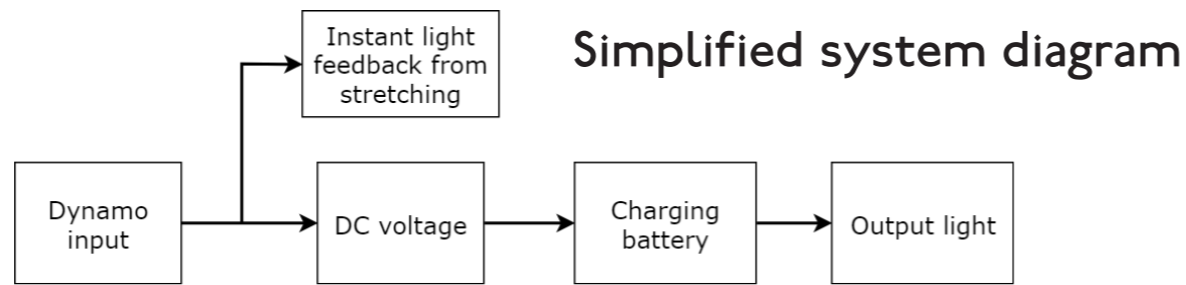 Simplified system diagram
Instant light
feedback from
stretching
Dynamo
input
DC voltage
Charging
battery
Output light